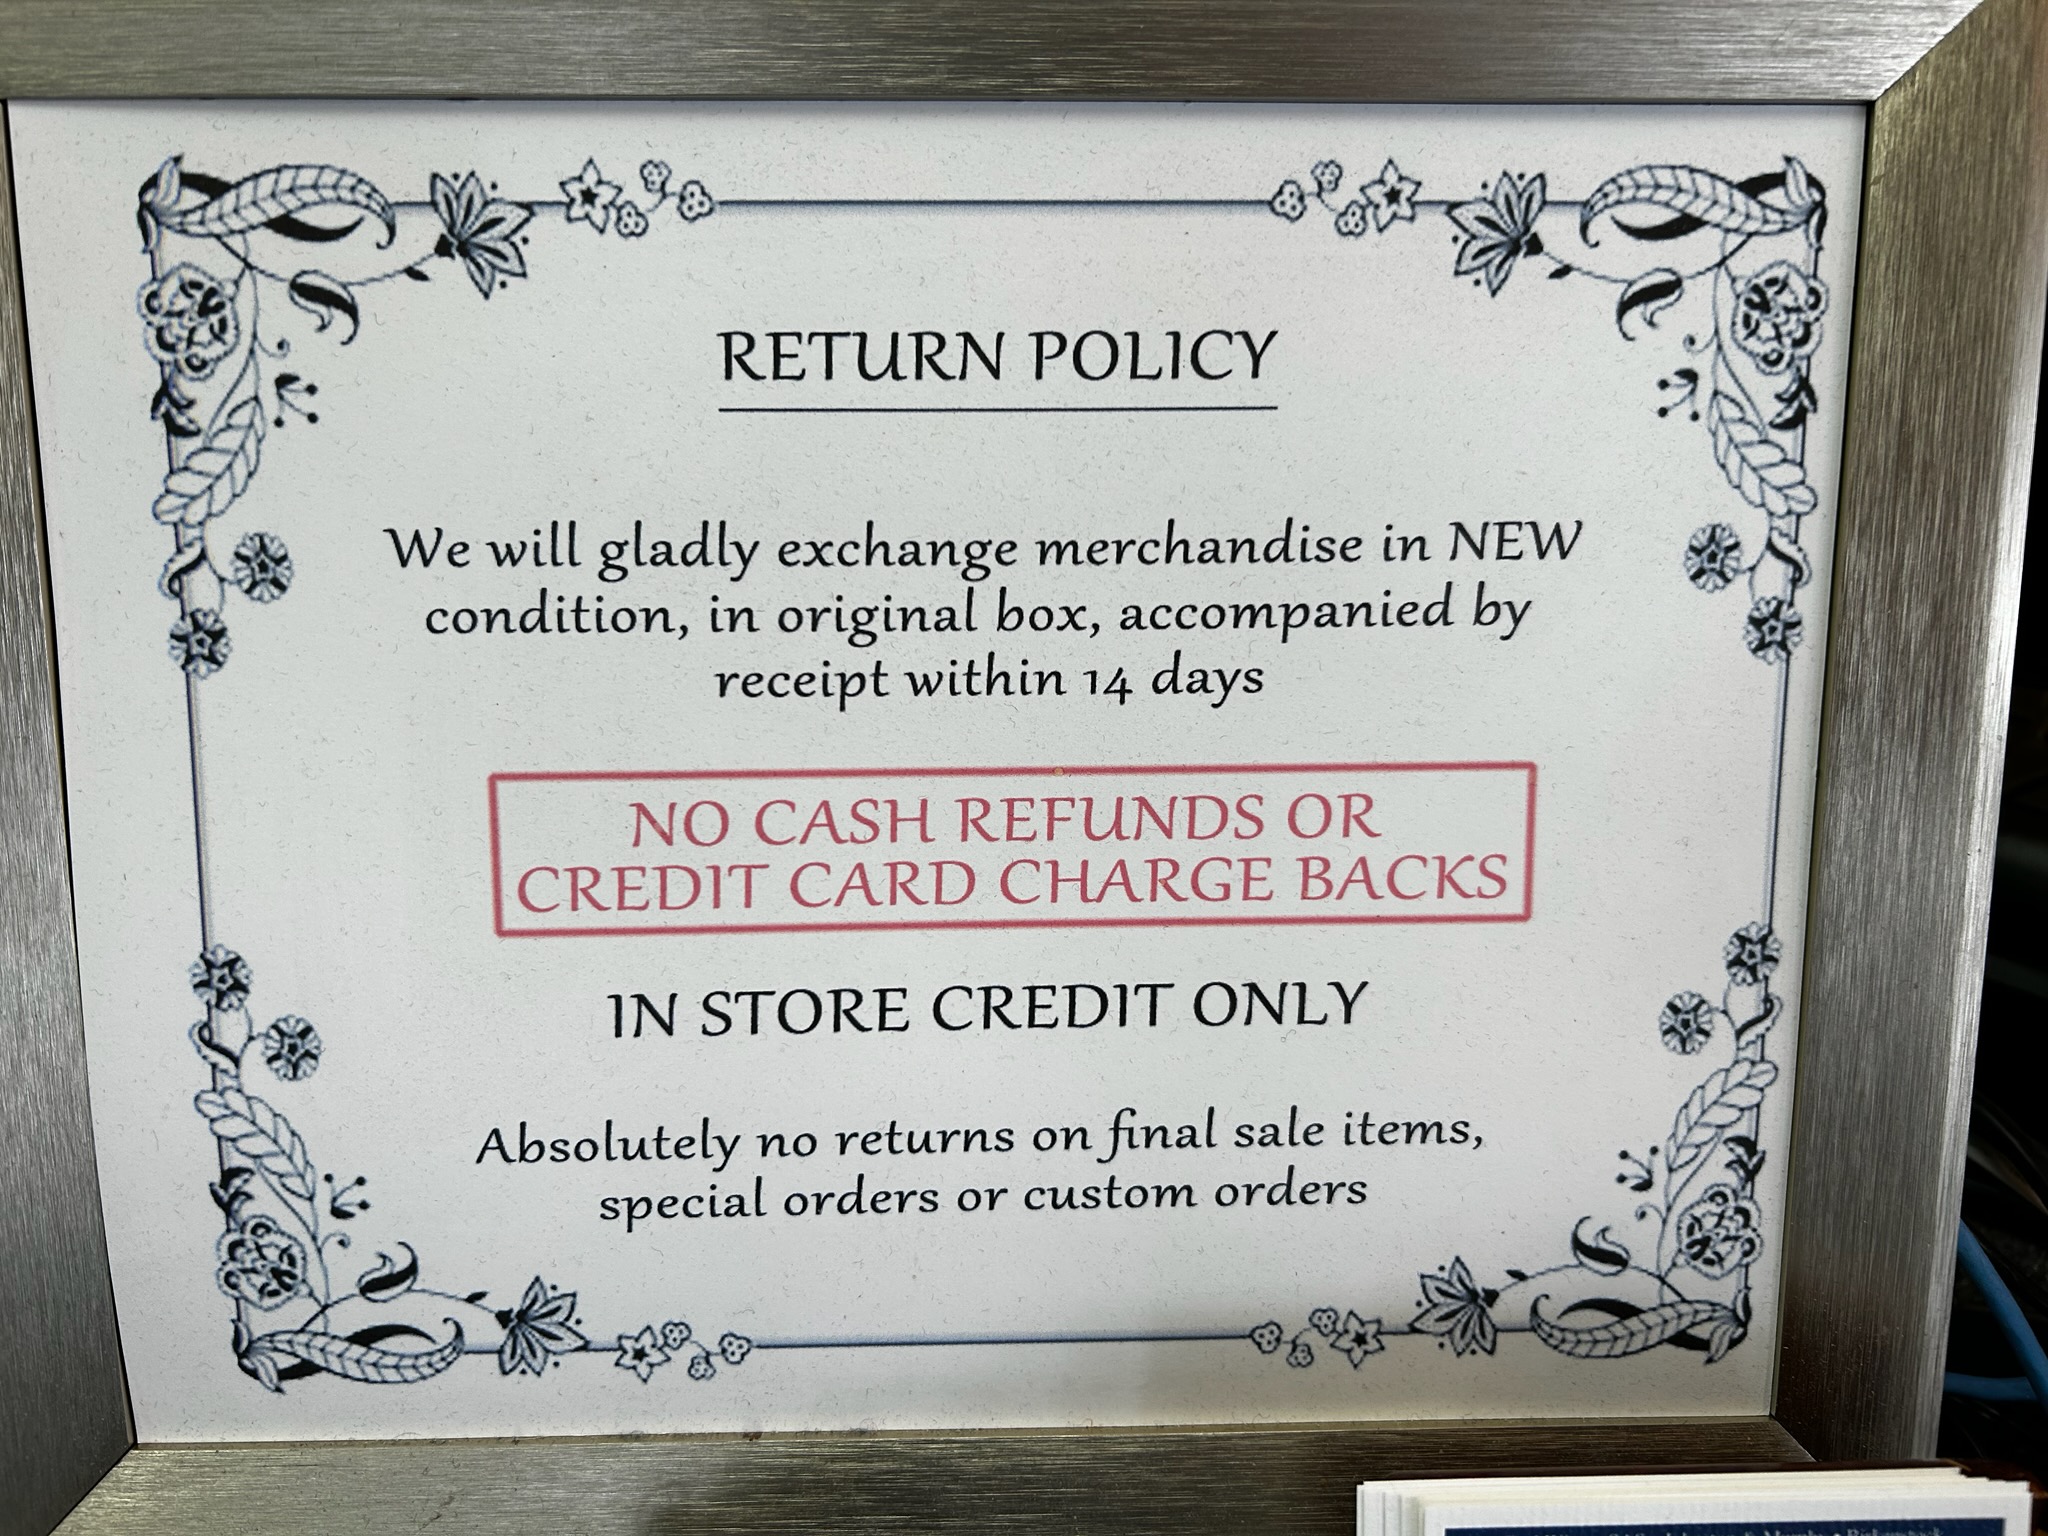 RETURN POLICY
We will gladly exchange merchandise in NEW
condition, in original box, accompanied by
receipt within 14 days
NO CASH REFUNDS OR
CREDIT CARD CHARGE BACKS
IN STORE CREDIT ONLY
Absolutely no returns on final sale items,
special orders or custom orders